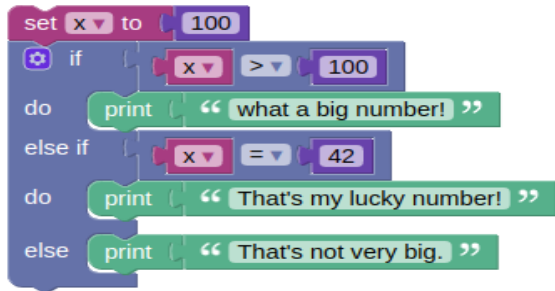 set x to 100
if x > 100
do print “ what a big number! ”
else if x = 42
do print “ That's my lucky number! ”
else print “ That's not very big. ”